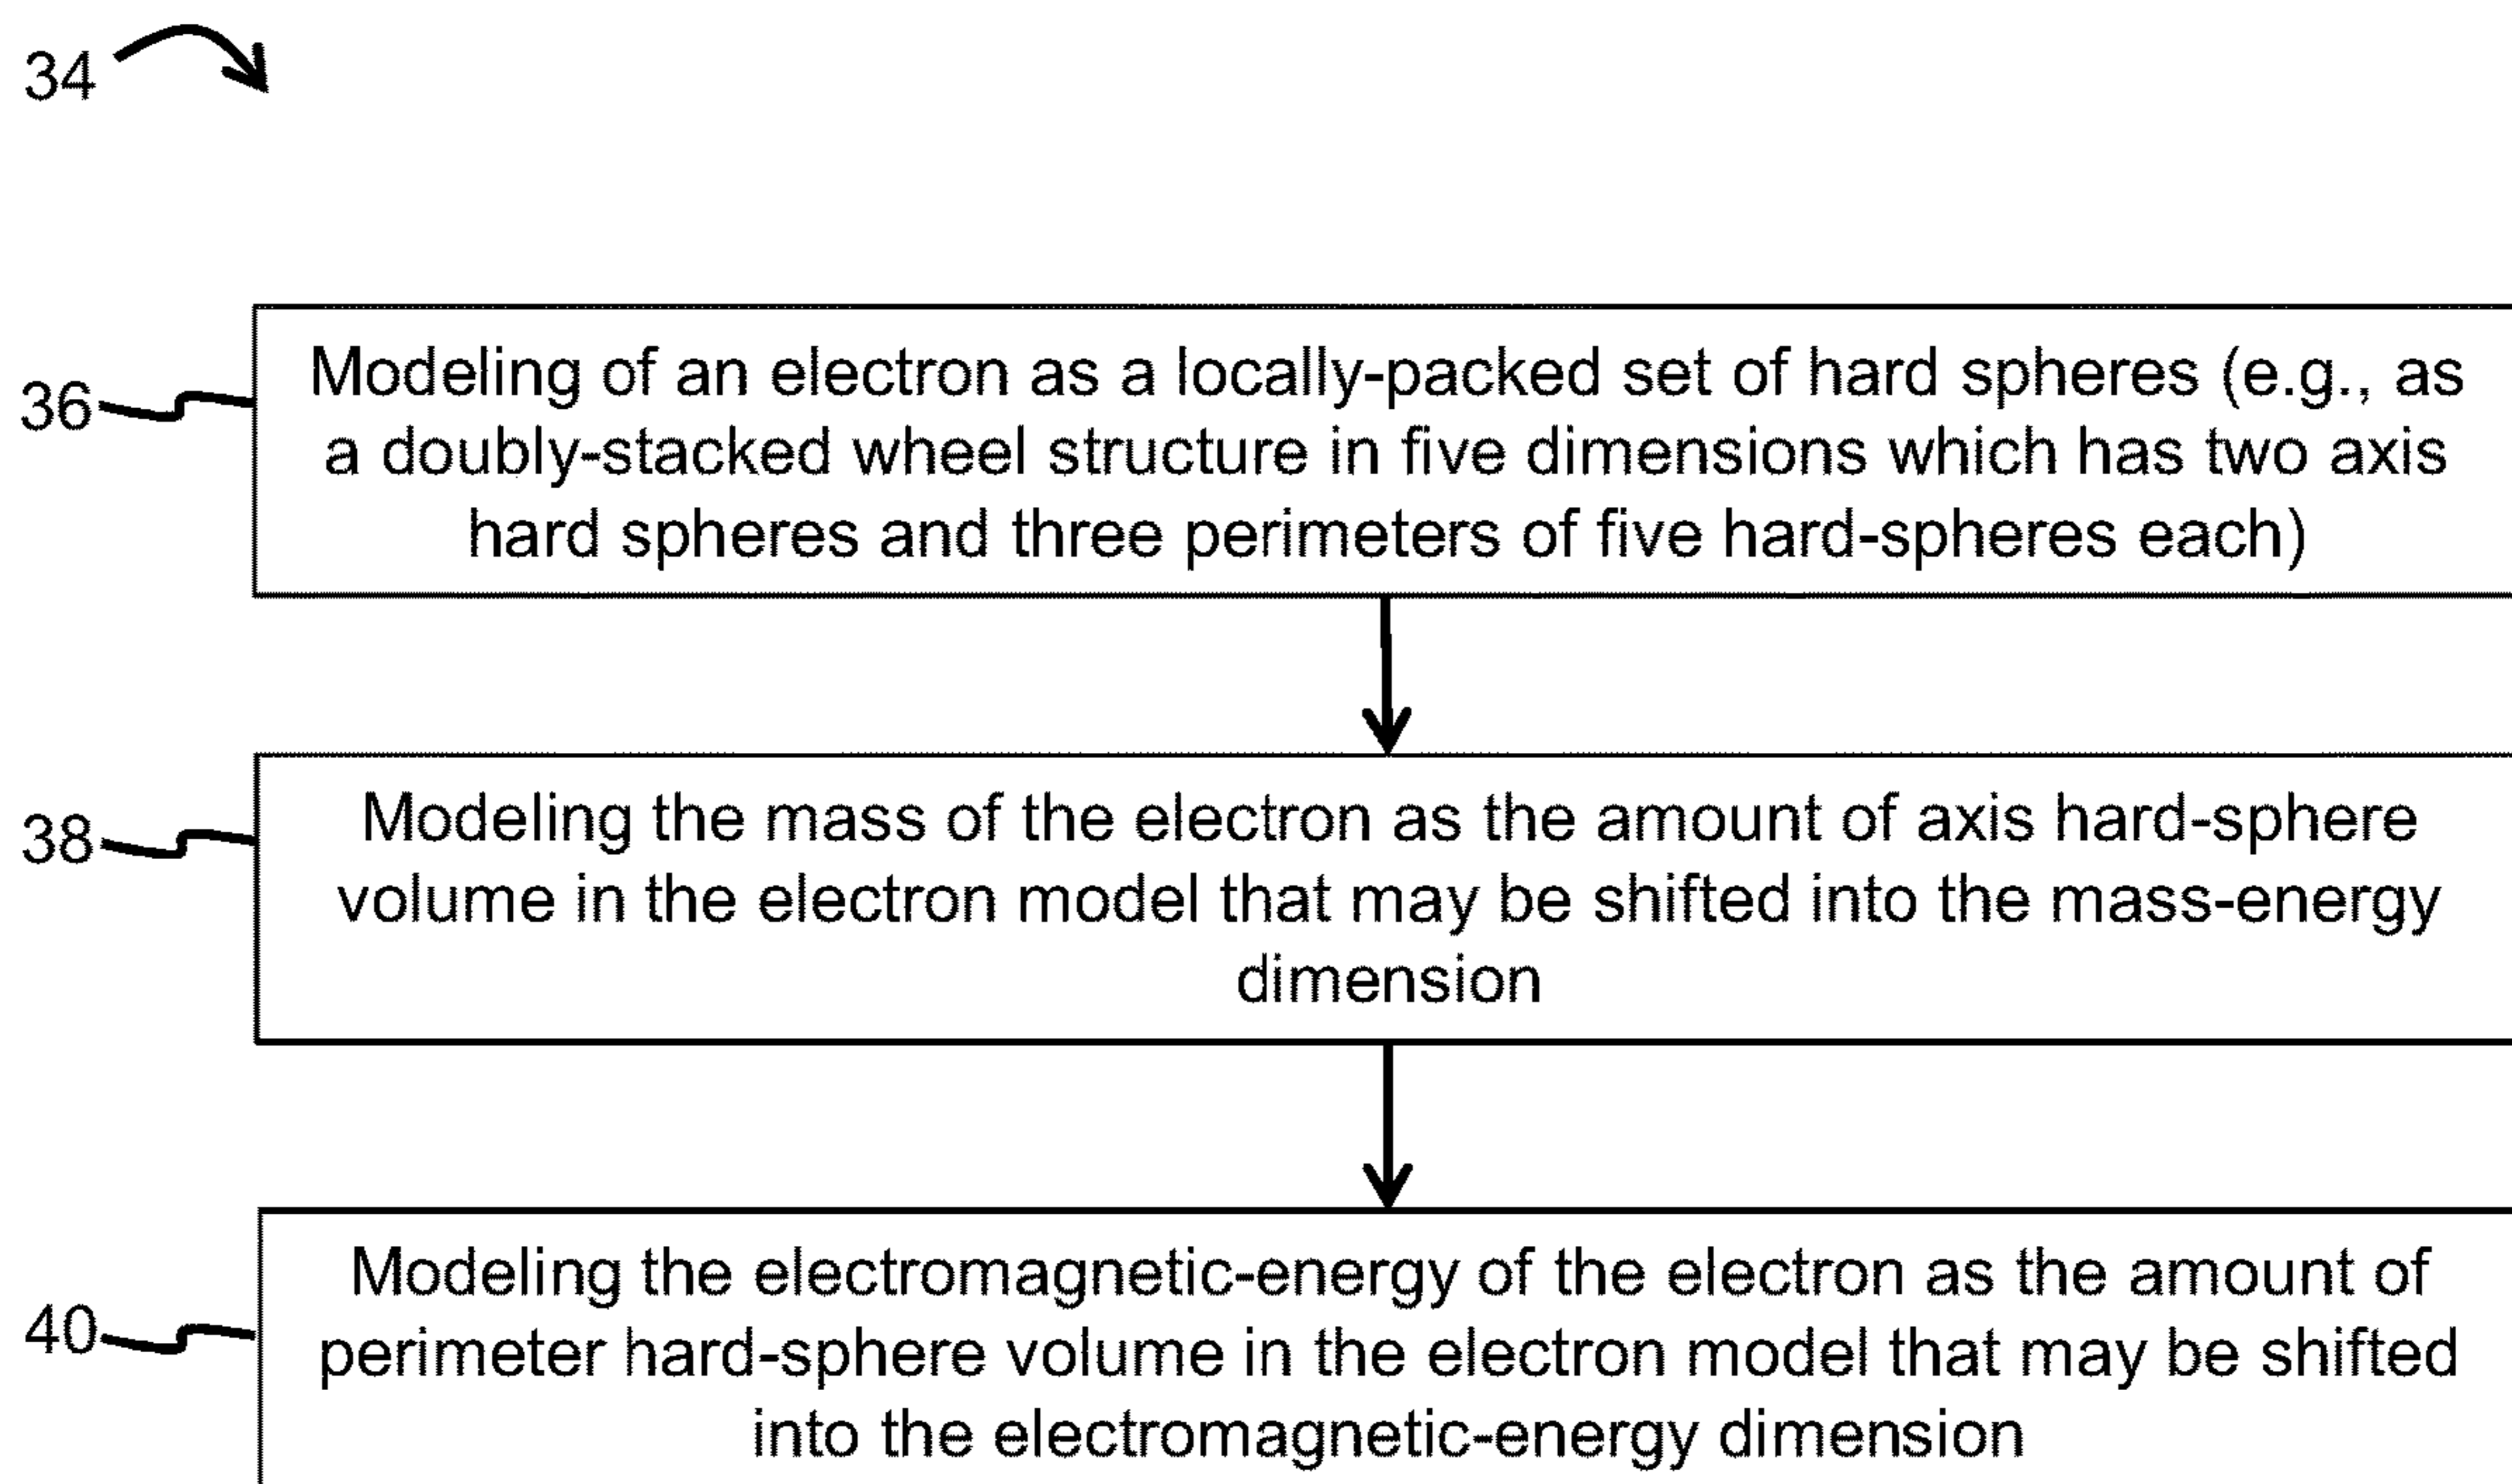 34
36
Modeling of an electron as a locally-packed set of hard spheres (e.g., as
a doubly-stacked wheel structure in five dimensions which has two axis
hard spheres and three perimeters of five hard-spheres each)
38
Modeling the mass of the electron as the amount of axis hard-sphere
volume in the electron model that may be shifted into the mass-energy
dimension
40
Modeling the electromagnetic-energy of the electron as the amount of
perimeter hard-sphere volume in the electron model that may be shifted
into the electromagnetic-energy dimension